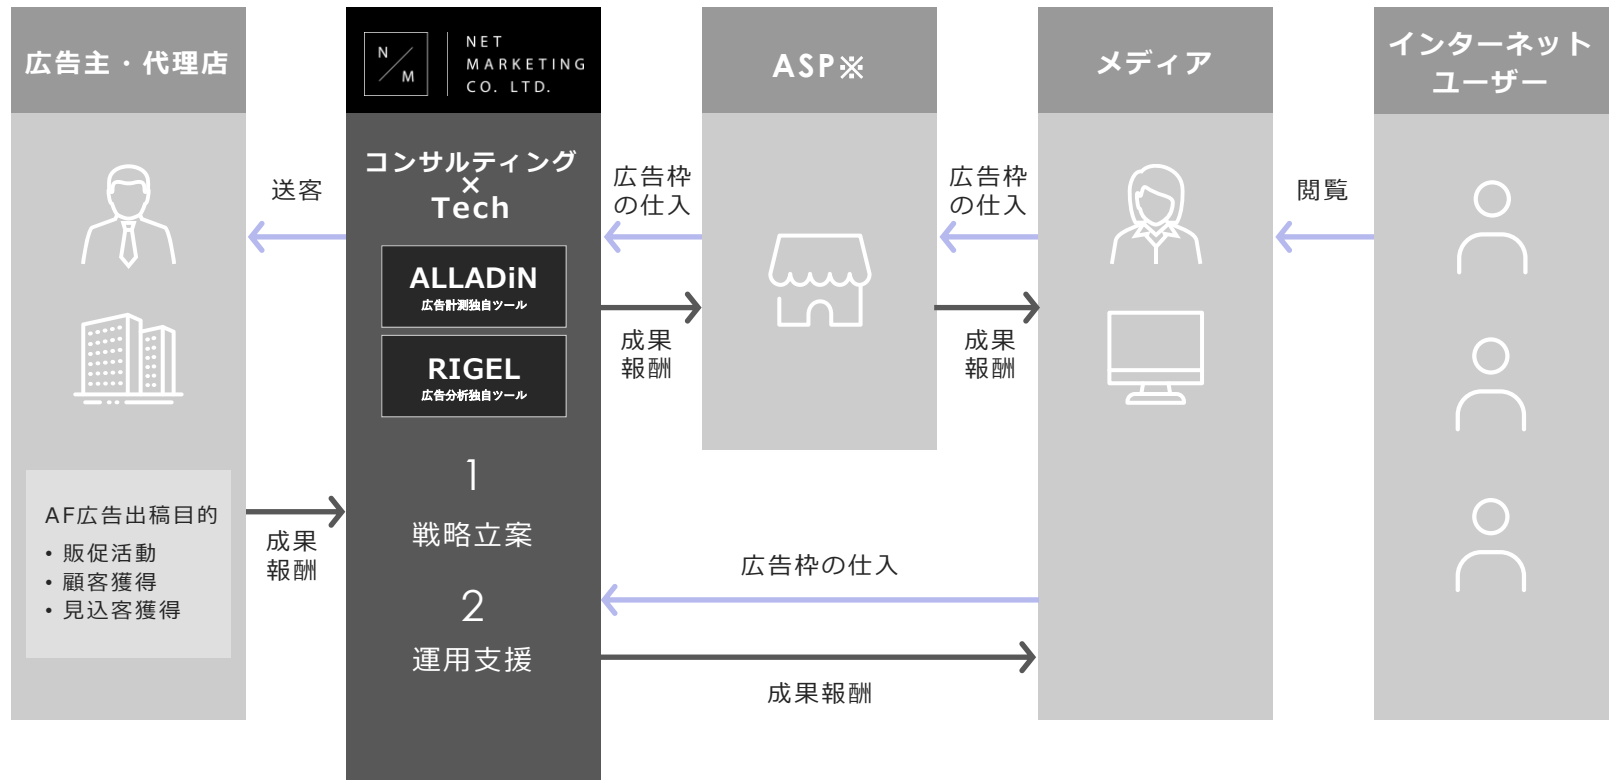 広告主・代理店
N
M
NET
MARKETING
CO. LTD.
ASP※
メディア
インターネット
ユーザー
コンサルティング
×
Tech
ALLADiN
広告計測独自ツール
RIGEL
広告分析独自ツール
1
戦略立案
2
運用支援
送客
広告枠
の仕入
広告枠
の仕入
閲覧
成果
報酬
成果
報酬
AF広告出稿目的
• 販促活動
• 顧客獲得
• 見込客獲得
成果
報酬
広告枠の仕入
成果報酬